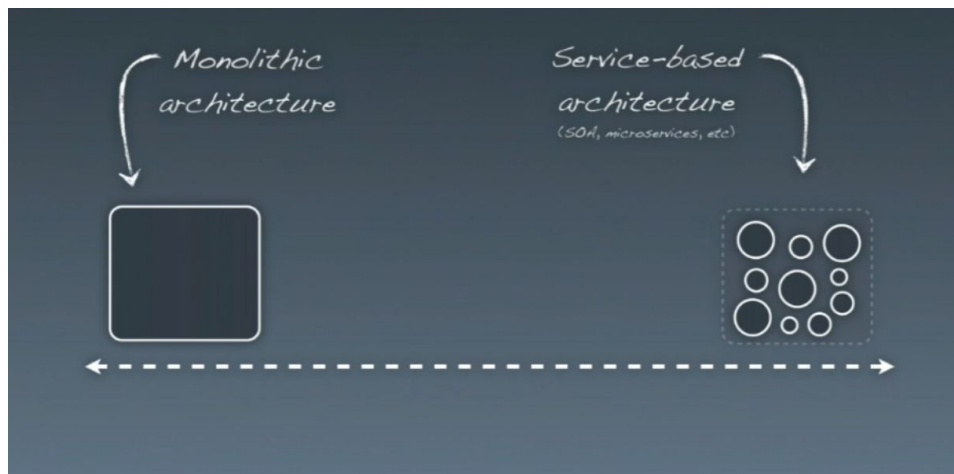 Monolithic
architecture
Service-based
architecture
(SOA, microservices, etc)